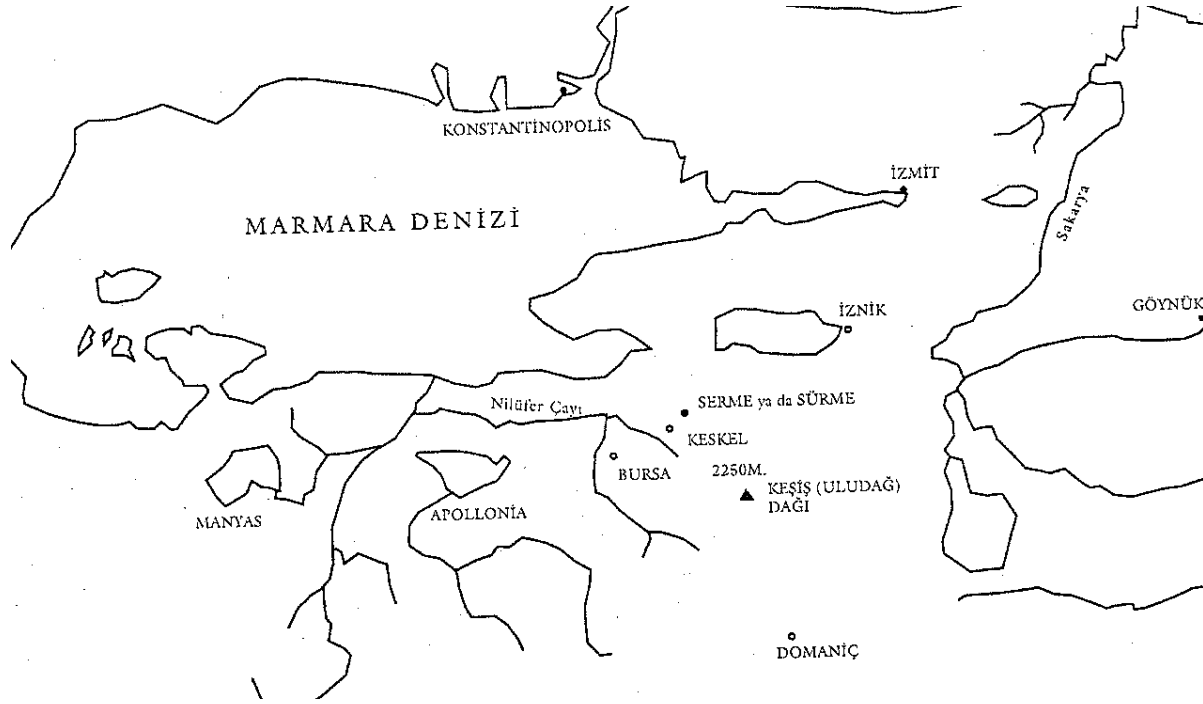 KONSTANTİNOPOLİS
İZMİT
MARMARA DENİZİ
Sakarya
İZNİK
GÖYNÜK
Nilüfer Çayı
SERME ya da SÜRME
KESKEL
BURSA
2250M.
KEŞİŞ (ULUDAĞ)
DAĞI
MANYAS
APOLLONİA
DOMANİÇ